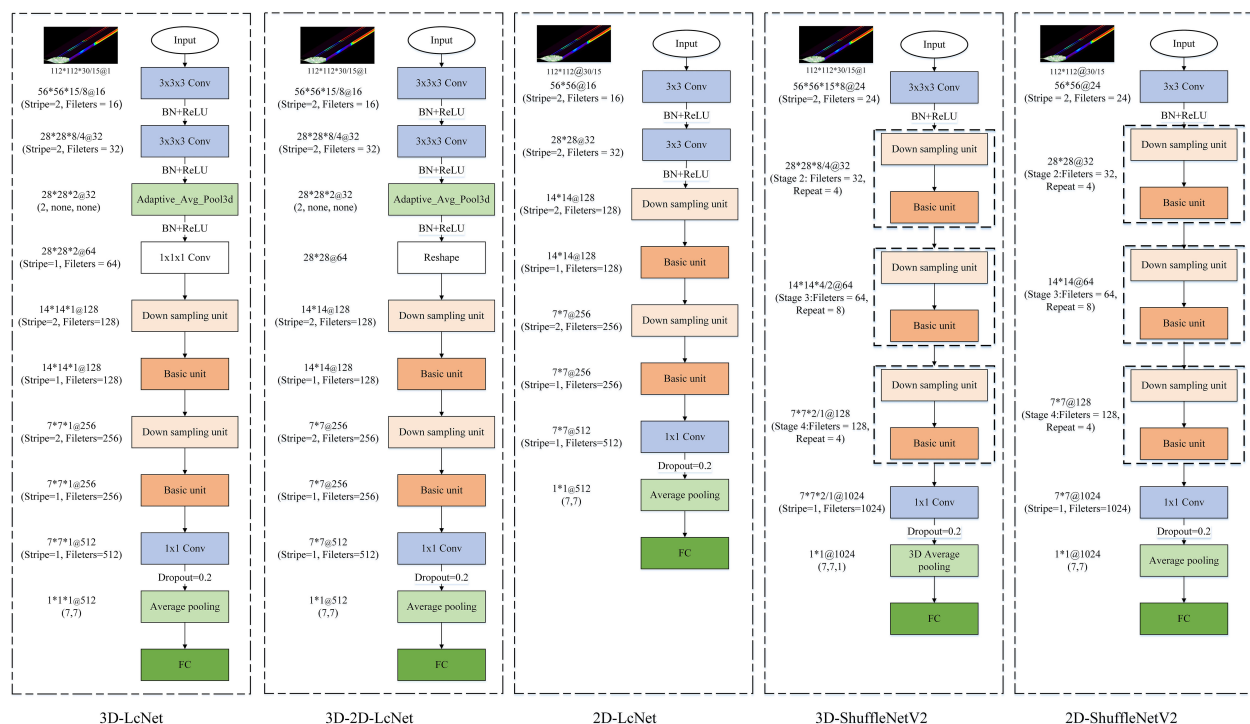 Input
112*112*30/15@1
56*56*15/8@16
(Stripe=2, Fileters = 16)
3x3x3 Conv
BN+ReLU
28*28*8/4@32
(Stripe=2, Fileters = 32)
3x3x3 Conv
BN+ReLU
28*28*2@32
(2, none, none)
Adaptive_Avg_Pool3d
BN+ReLU
28*28*2@64
(Stripe=1, Fileters = 64)
1x1x1 Conv
14*14*1@128
(Stripe=2, Fileters=128)
Down sampling unit
14*14*1@128
(Stripe=1, Fileters=128)
Basic unit
7*7*1@256
(Stripe=2, Fileters=256)
Down sampling unit
7*7*1@256
(Stripe=1, Fileters=256)
Basic unit
7*7*1@512
(Stripe=1, Fileters=512)
1x1 Conv
Dropout=0.2
1*1*1@512
(7,7)
Average pooling
FC
3D-LcNet
Input
112*112*30/15@1
56*56*15/8@16
(Stripe=2, Fileters = 16)
3x3x3 Conv
BN+ReLU
28*28*8/4@32
(Stripe=2, Fileters = 32)
3x3x3 Conv
BN+ReLU
28*28*2@32
(2, none, none)
Adaptive_Avg_Pool3d
BN+ReLU
28*28@64
Reshape
14*14@128
(Stripe=2, Fileters=128)
Down sampling unit
14*14@128
(Stripe=1, Fileters=128)
Basic unit
7*7@256
(Stripe=2, Fileters=256)
Down sampling unit
7*7@256
(Stripe=1, Fileters=256)
Basic unit
7*7@512
(Stripe=1, Fileters=512)
1x1 Conv
Dropout=0.2
1*1@512
(7,7)
Average pooling
FC
3D-2D-LcNet
Input
112*112@30/15
56*56@16
(Stripe=2, Fileters = 16)
3x3 Conv
BN+ReLU
28*28@32
(Stripe=2, Fileters = 32)
3x3 Conv
BN+ReLU
14*14@128
(Stripe=2, Fileters=128)
Down sampling unit
14*14@128
(Stripe=1, Fileters=128)
Basic unit
7*7@256
(Stripe=2, Fileters=256)
Down sampling unit
7*7@256
(Stripe=1, Fileters=256)
Basic unit
7*7@512
(Stripe=1, Fileters=512)
1x1 Conv
Dropout=0.2
1*1@512
(7,7)
Average pooling
FC
2D-LcNet
Input
112*112*30/15@1
56*56*15*8@24
(Stripe=2, Fileters = 24)
3x3x3 Conv
BN+ReLU
Down sampling unit
28*28*8/4@32
(Stage 2: Fileters = 32,
Repeat = 4)
Basic unit
Down sampling unit
14*14*4/2@64
(Stage 3:Fileters = 64,
Repeat = 8)
Basic unit
Down sampling unit
7*7*2/1@128
(Stage 4:Fileters = 128,
Repeat = 4)
Basic unit
7*7*2/1@1024
(Stripe=1, Fileters=1024)
1x1 Conv
Dropout=0.2
1*1@1024
(7,7,1)
3D Average
pooling
FC
3D-ShuffleNetV2
Input
112*112@30/15
56*56@24
(Stripe = 2, Fileters = 24)
3x3 Conv
BN+ReLU
Down sampling unit
28*28@32
(Stage 2:Fileters = 32,
Repeat = 4)
Basic unit
Down sampling unit
14*14@64
(Stage 3:Fileters = 64,
Repeat = 8)
Basic unit
Down sampling unit
7*7@128
(Stage 4:Fileters = 128,
Repeat = 4)
Basic unit
7*7@1024
(Stripe=1, Fileters=1024)
1x1 Conv
Dropout=0.2
1*1@1024
(7,7)
Average pooling
FC
2D-ShuffleNetV2